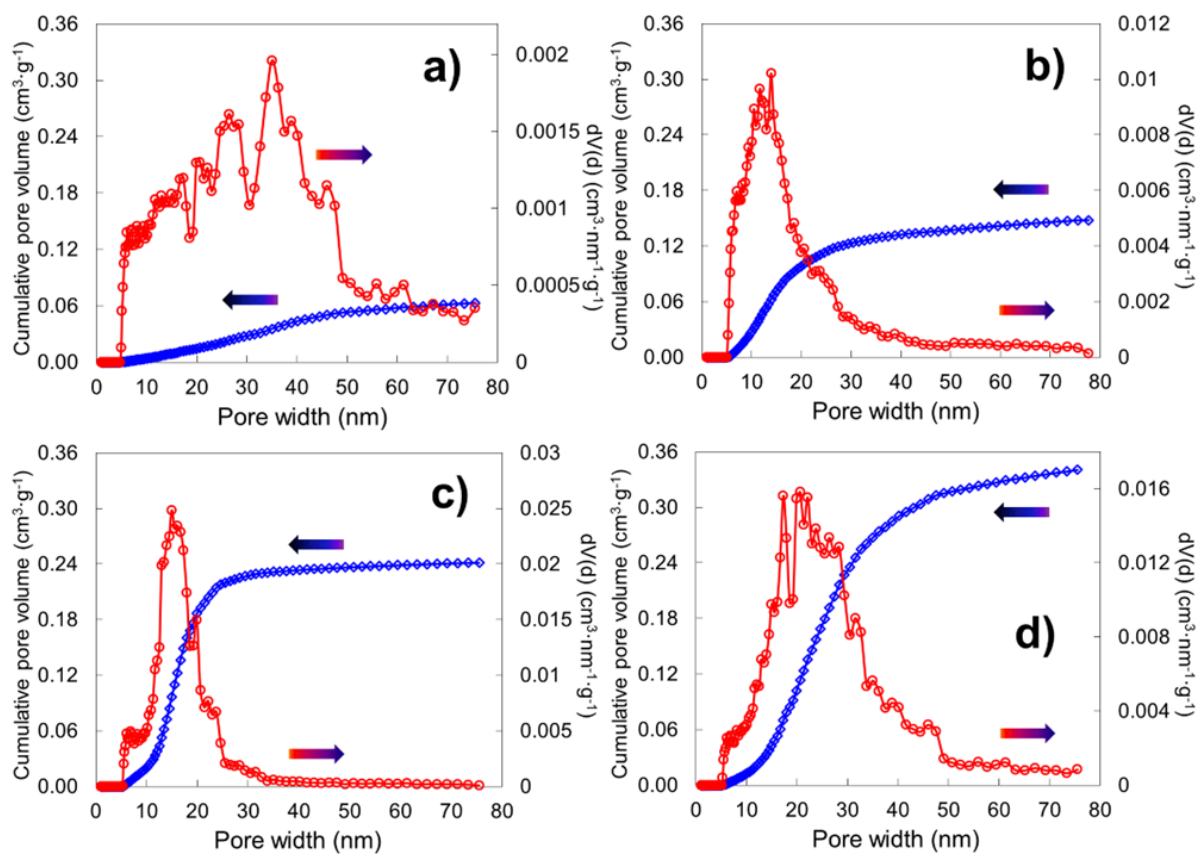 a)
Cumulative pore volume (cm³·g⁻¹)
0.36
0.30
0.24
0.18
0.12
0.06
0.00
0 10 20 30 40 50 60 70 80
Pore width (nm)
0.002
0.0015
0.001
0.0005
0
dV(d) (cm³·nm⁻¹·g⁻¹)
b)
Cumulative pore volume (cm³·g⁻¹)
0.36
0.30
0.24
0.18
0.12
0.06
0.00
0 10 20 30 40 50 60 70 80
Pore width (nm)
0.012
0.01
0.008
0.006
0.004
0.002
0
dV(d) (cm³·nm⁻¹·g⁻¹)
c)
Cumulative pore volume (cm³·g⁻¹)
0.36
0.30
0.24
0.18
0.12
0.06
0.00
0 10 20 30 40 50 60 70 80
Pore width (nm)
0.03
0.025
0.02
0.015
0.01
0.005
0
dV(d) (cm³·nm⁻¹·g⁻¹)
d)
Cumulative pore volume (cm³·g⁻¹)
0.36
0.30
0.24
0.18
0.12
0.06
0.00
0 10 20 30 40 50 60 70 80
Pore width (nm)
0.016
0.012
0.008
0.004
0
dV(d) (cm³·nm⁻¹·g⁻¹)